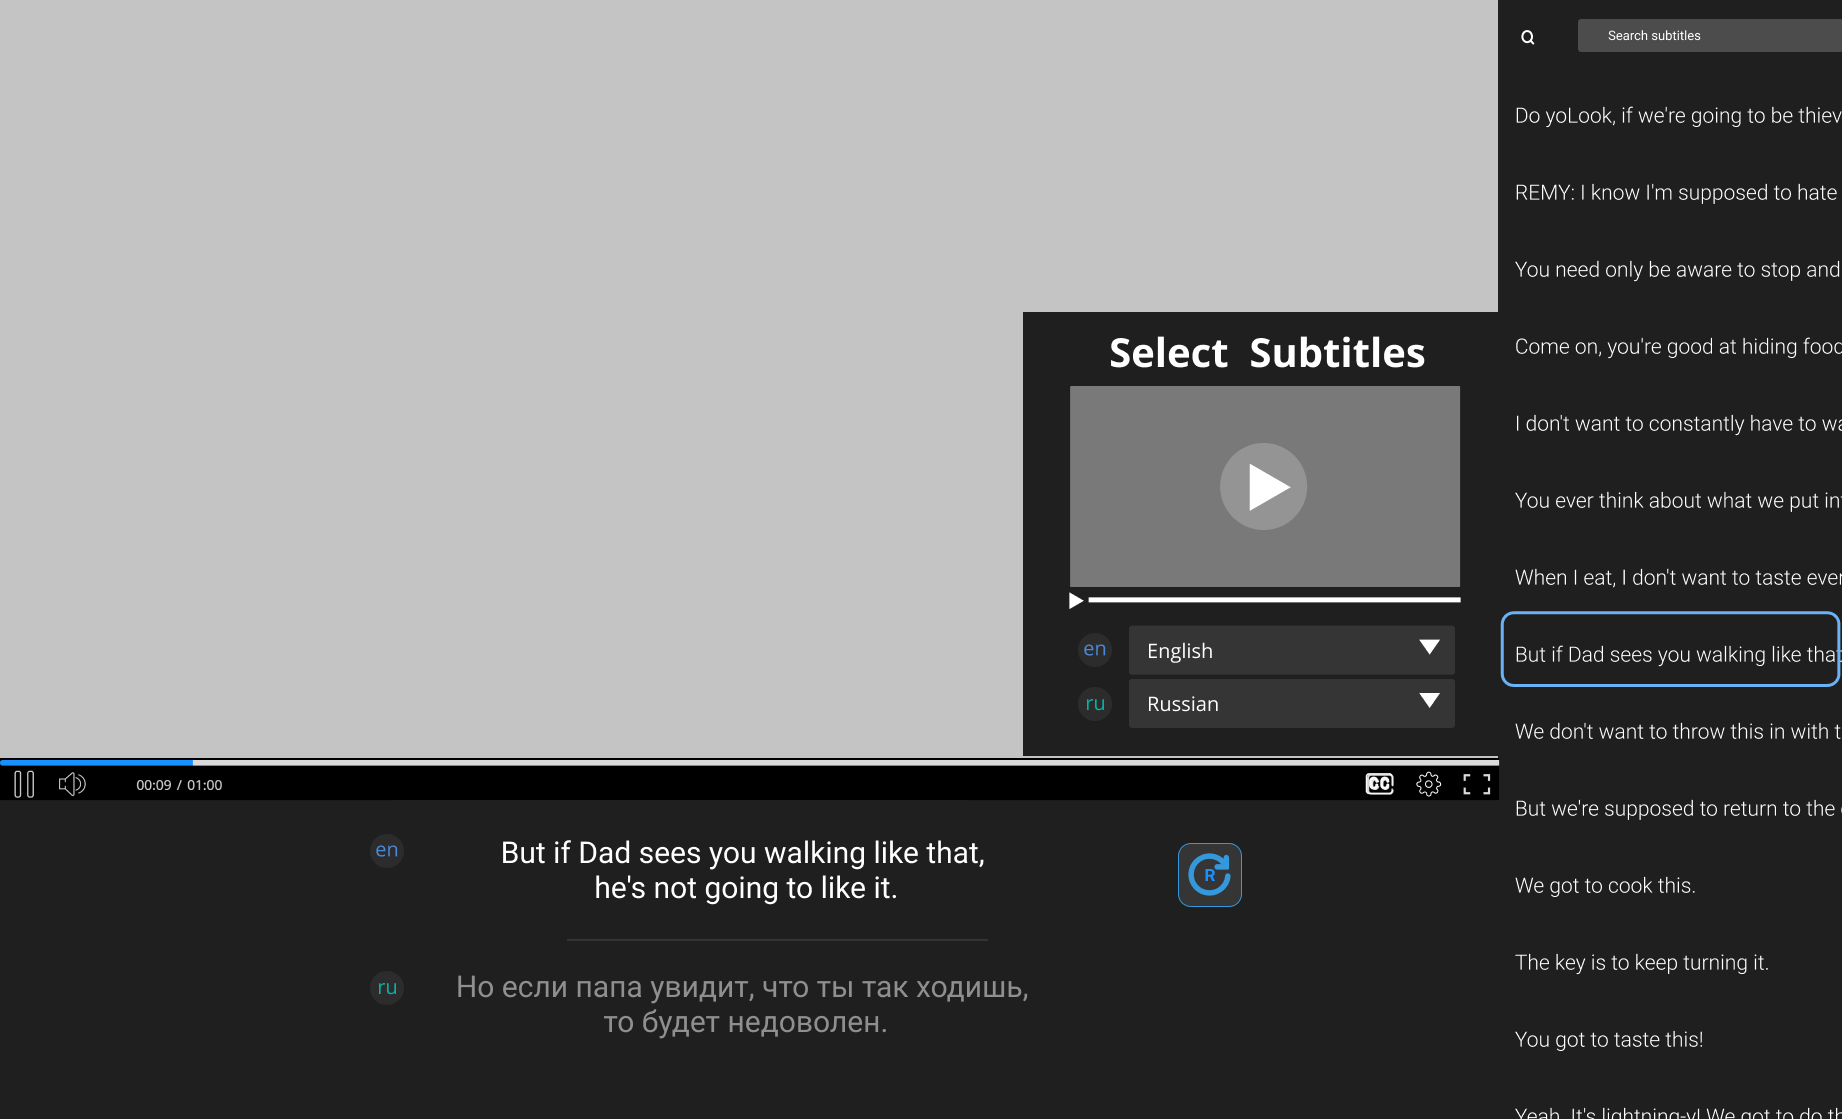 Search subtitles
Do yoLook, if we're going to be thiev
REMY: I know I'm supposed to hate
You need only be aware to stop and
Come on, you're good at hiding food
I don't want to constantly have to wa
You ever think about what we put in
When I eat, I don't want to taste ever
But if Dad sees you walking like that
We don't want to throw this in with t
But we're supposed to return to the
We got to cook this.
The key is to keep turning it.
You got to taste this!
Yeah. It's lightning-y! We got to do th
Select Subtitles
en English
ru Russian
00:09 / 01:00
CC
en
But if Dad sees you walking like that,
he's not going to like it.
R
ru
Но если папа увидит, что ты так ходишь,
то будет недоволен.